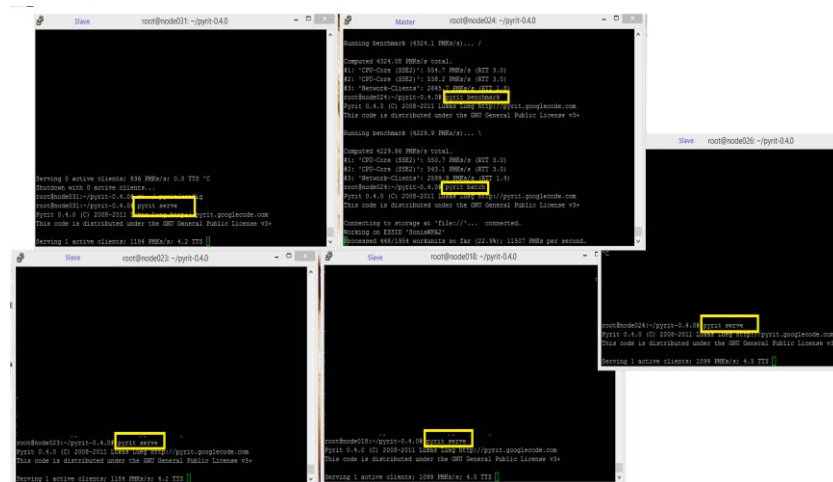 Slave root@node031: ~/pyrit-0.4.0
Serving 0 active clients; 836 PMKs/s; 0.0 TTS ^C
Shutdown with 0 active clients...
root@node031:~/pyrit-0.4.0#
root@node031:~/pyrit-0.4.0# pyrit serve
Pyrit 0.4.0 (C) 2008-2011 Lukas Lueg http://pyrit.googlecode.com
This code is distributed under the GNU General Public License v3+
Serving 1 active clients; 1184 PMKs/s; 4.2 TTS
Master root@node024: ~/pyrit-0.4.0
Running benchmark (4324.1 PMKs/s)... /
Computed 4324.08 PMKs/s total.
#1: 'CPU-Core (SSE2)': 554.7 PMKs/s (RTT 3.0)
#2: 'CPU-Core (SSE2)': 538.2 PMKs/s (RTT 3.0)
#3: 'Network-Clients': 2645.7 PMKs/s (RTT
root@node024:~/pyrit-0.4.0# pyrit benchmark
Pyrit 0.4.0 (C) 2008-2011 Lukas Lueg http://pyrit.googlecode.com
This code is distributed under the GNU General Public License v3+
Running benchmark (4229.9 PMKs/s)... \
Computed 4229.86 PMKs/s total.
#1: 'CPU-Core (SSE2)': 550.7 PMKs/s (RTT 3.0)
#2: 'CPU-Core (SSE2)': 543.1 PMKs/s (RTT 3.0)
#3: 'Network-Clients': PMKs/s (RTT 1.9)
root@node024:~/pyrit-0.4.0# pyrit batch
Pyrit 0.4.0 (C) 2008-2011 Lukas Lueg http://pyrit.googlecode.com
This code is distributed under the GNU General Public License v3+
Connecting to storage at 'file://'... connected.
Working on ESSID 'SonisWPA2'
Processed 448/1954 workunits so far (22.9%); 11507 PMKs per second.
Slave root@node026: ~/pyrit-0.4.0
^C
root@node026:~/pyrit-0.4.0# pyrit serve
Pyrit 0.4.0 (C) 2008-2011 Lukas Lueg http://pyrit.googlecode.com
This code is distributed under the GNU General Public License v3+
Serving 1 active clients; 1099 PMKs/s; 4.5 TTS
Slave root@node023: ~/pyrit-0.4.0
root@node023:~/pyrit-0.4.0# pyrit serve
Pyrit 0.4.0 (C) 2008-2011 Lukas Lueg http://pyrit.googlecode.com
This code is distributed under the GNU General Public License v3+
Serving 1 active clients; 1184 PMKs/s; 4.2 TTS
Slave root@node018: ~/pyrit-0.4.0
root@node018:~/pyrit-0.4.0# pyrit serve
Pyrit 0.4.0 (C) 2008-2011 Lukas Lueg http://pyrit.googlecode.com
This code is distributed under the GNU General Public License v3+
Serving 1 active clients; 1099 PMKs/s; 4.5 TTS